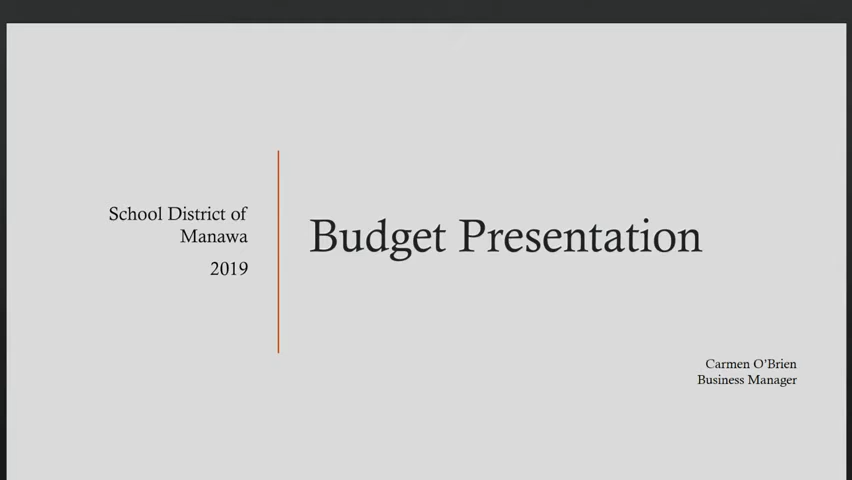 School District of
Manawa
2019
Budget Presentation
Carmen O’Brien
Business Manager